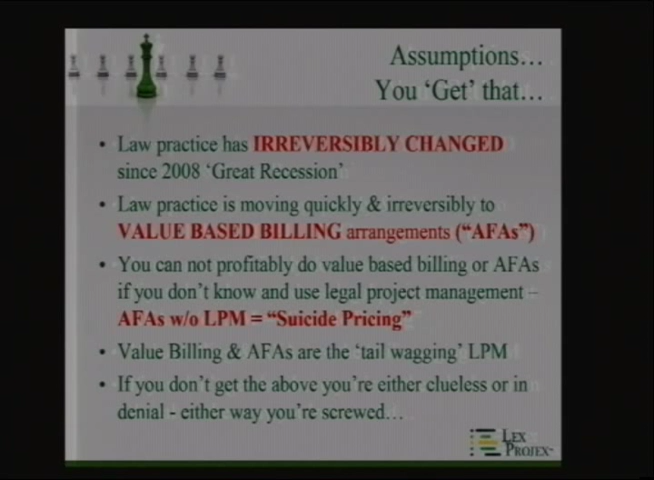 Assumptions…
You ‘Get’ that…
• Law practice has IRREVERSIBLY CHANGED
since 2008 ‘Great Recession’
• Law practice is moving quickly & irreversibly to
VALUE BASED BILLING arrangements (“AFAs”)
• You can not profitably do value based billing or AFAs
if you don’t know and use legal project management –
AFAs w/o LPM = “Suicide Pricing”
• Value Billing & AFAs are the ‘tail wagging’ LPM
• If you don’t get the above you’re either clueless or in
denial - either way you’re screwed…
LEX
PROJEX